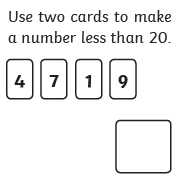 Use two cards to make
a number less than 20.
4 7 1 9